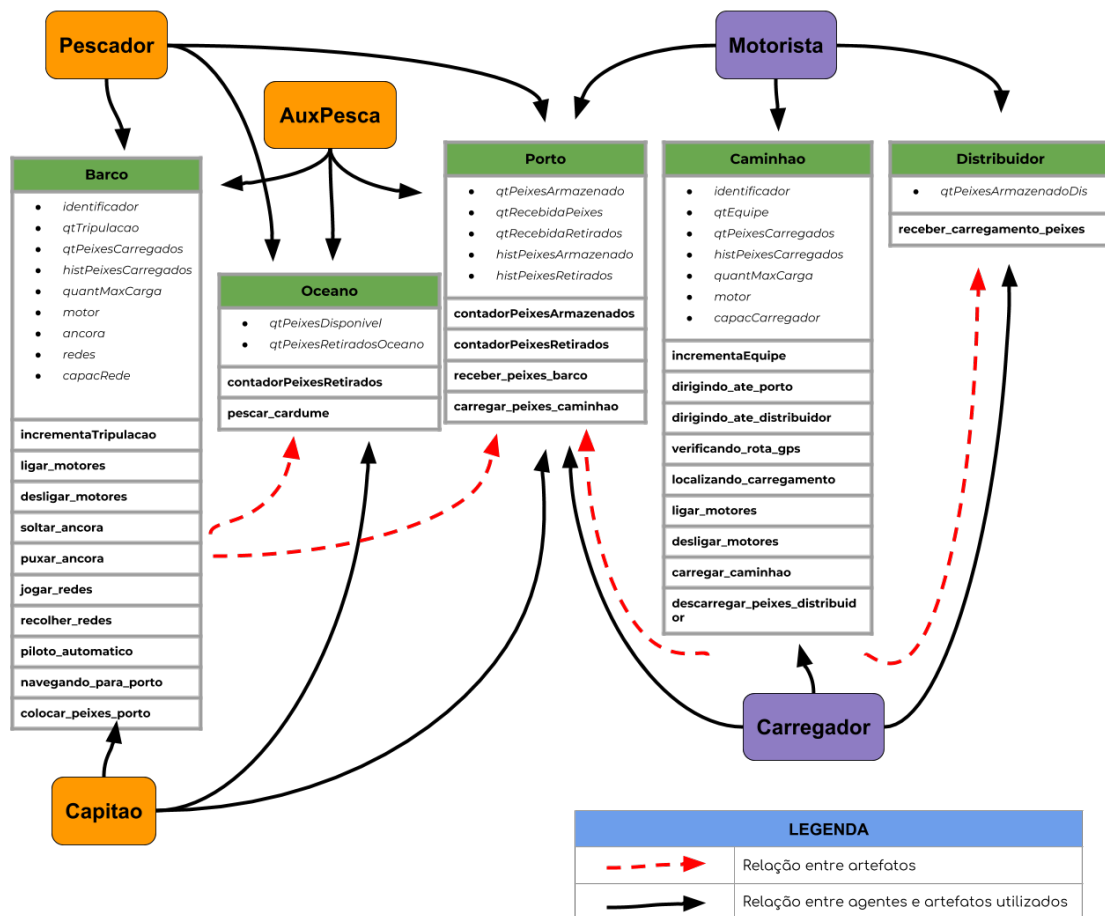 Pescador
Motorista
AuxPesca
Barco
identificador
qtTripulacao
qtPeixesCarregados
histPeixesCarregados
quantMaxCarga
motor
ancora
redes
capacRede
incrementaTripulacao
ligar_motores
desligar_motores
soltar_ancora
puxar_ancora
jogar_redes
recolher_redes
piloto_automatico
navegando_para_porto
colocar_peixes_porto
Oceano
qtPeixesDisponivel
qtPeixesRetiradosOceano
contadorPeixesRetirados
pescar_cardume
Porto
qtPeixesArmazenado
qtRecebidaPeixes
qtRecebidaRetirados
histPeixesArmazenado
histPeixesRetirados
contadorPeixesArmazenados
contadorPeixesRetirados
receber_peixes_barco
carregar_peixes_caminhao
Caminhao
identificador
qtEquipe
qtPeixesCarregados
histPeixesCarregados
quantMaxCarga
motor
capacCarregador
incrementaEquipe
dirigindo_ate_porto
dirigindo_ate_distribuidor
verificando_rota_gps
localizando_carregamento
ligar_motores
desligar_motores
carregar_caminhao
descarregar_peixes_distribuid
or
Distribuidor
qtPeixesArmazenadoDis
receber_carregamento_peixes
Capitao
Carregador
LEGENDA
Relação entre artefatos
Relação entre agentes e artefatos utilizados